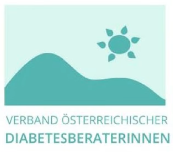 VERBAND ÖSTERREICHISCHER
DIABETESBERATERINNEN